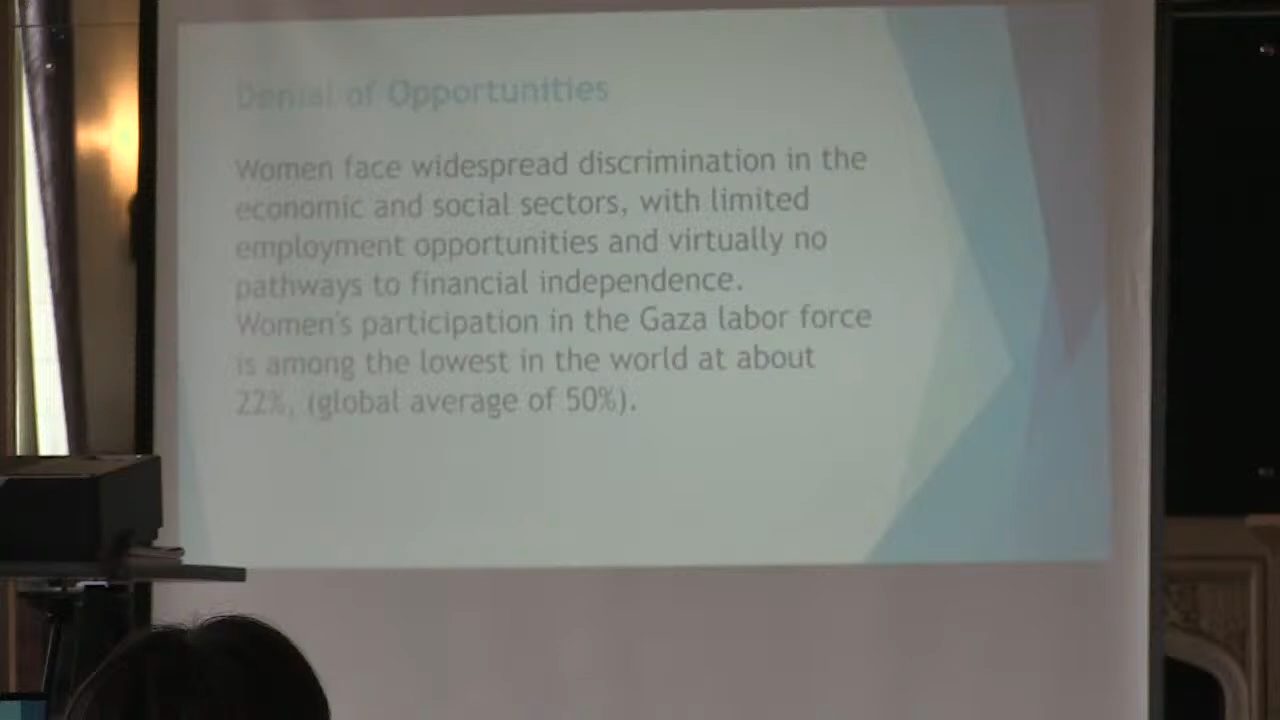 Denial of Opportunities
Women face widespread discrimination in the
economic and social sectors, with limited
employment opportunities and virtually no
pathways to financial independence.
Women's participation in the Gaza labor force
is among the lowest in the world at about
22%, (global average of 50%).